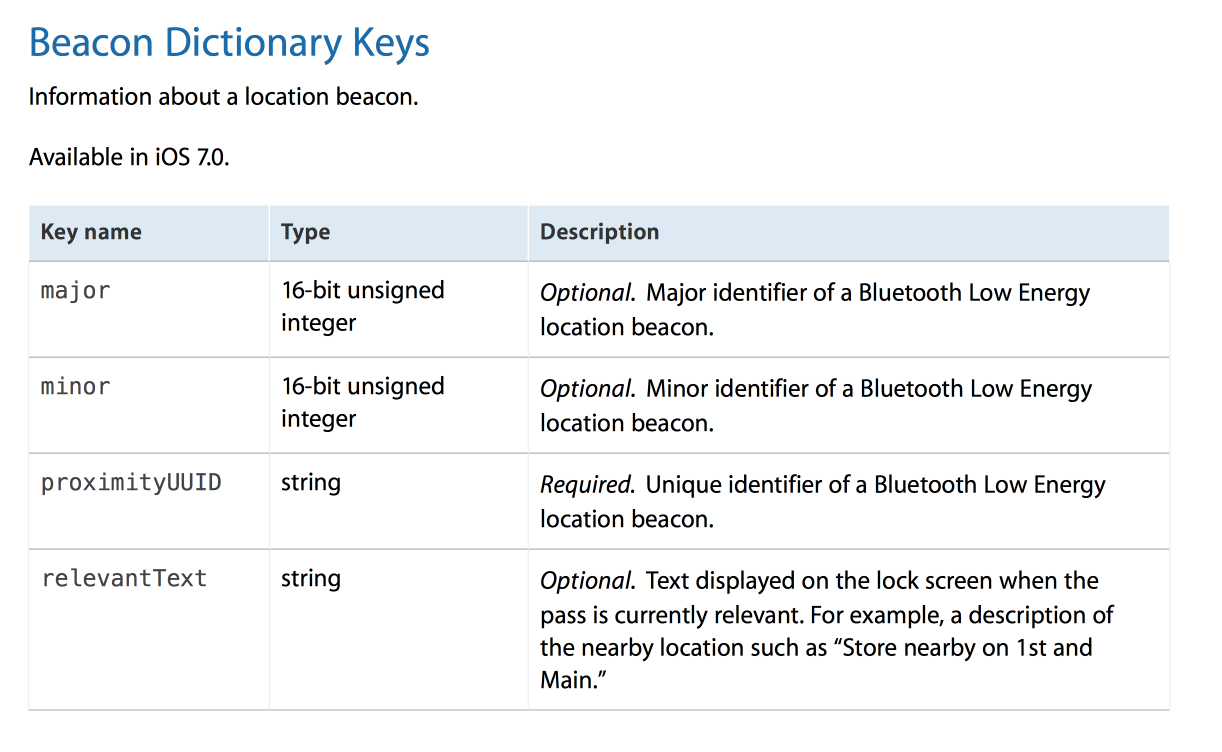 Beacon Dictionary Keys
Information about a location beacon.
Available in iOS 7.0.
Key name Type Description
major 16-bit unsigned integer Optional. Major identifier of a Bluetooth Low Energy location beacon.
minor 16-bit unsigned integer Optional. Minor identifier of a Bluetooth Low Energy location beacon.
proximityUUID string Required. Unique identifier of a Bluetooth Low Energy location beacon.
relevantText string Optional. Text displayed on the lock screen when the pass is currently relevant. For example, a description of the nearby location such as “Store nearby on 1st and Main.”